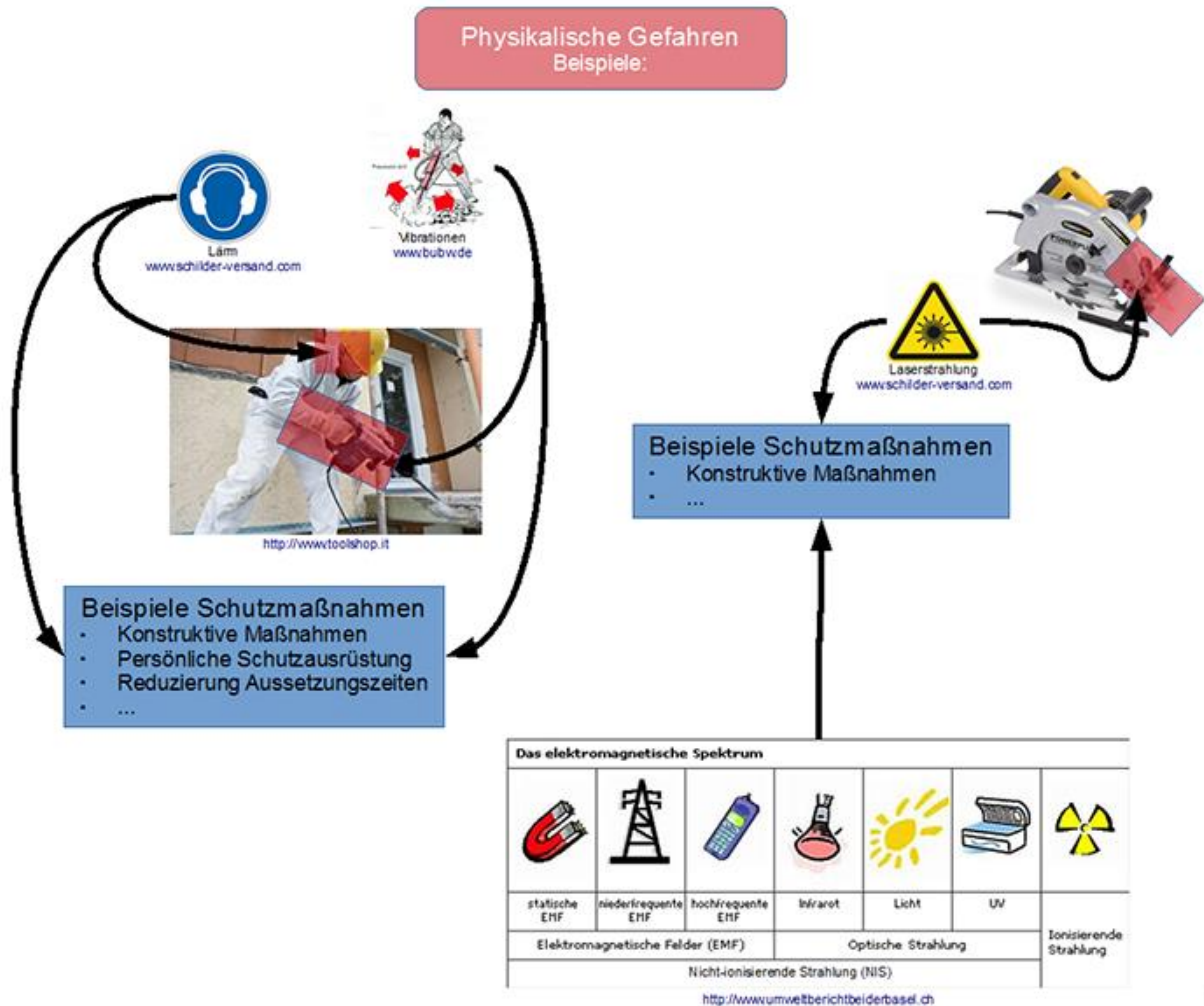 Physikalische Gefahren
Beispiele:
Vibrationen
www.bubw.de
Lärm
www.schilder-versand.com
Laserstrahlung
www.schilder-versand.com
http://www.toolshop.it
Beispiele Schutzmaßnahmen
· Konstruktive Maßnahmen
· ...
Beispiele Schutzmaßnahmen
· Konstruktive Maßnahmen
· Persönliche Schutzausrüstung
· Reduzierung Aussetzungszeiten
· ...
Das elektromagnetische Spektrum
statische EMF
niederfrequente EMF
hochfrequente EMF
Infrarot
Licht
UV
Ionisierende Strahlung
Elektromagnetische Felder (EMF)
Optische Strahlung
Nicht-ionisierende Strahlung (NIS)
http://www.umweltberichtbeiderbasel.ch